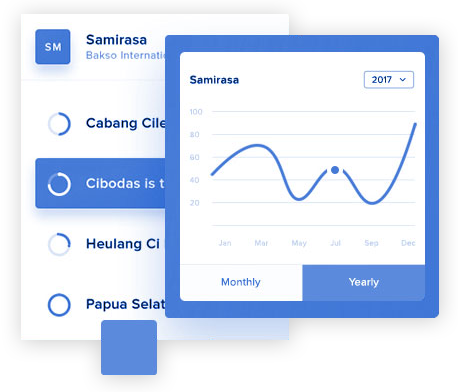 SM
Samirasa
Bakso Internatio
Cabang Cile
Cibodas is t
Heulang Ci
Papua Selat
Samirasa
2017
100
80
60
40
20
Jan Mar May Jul Sep Dec
Monthly Yearly